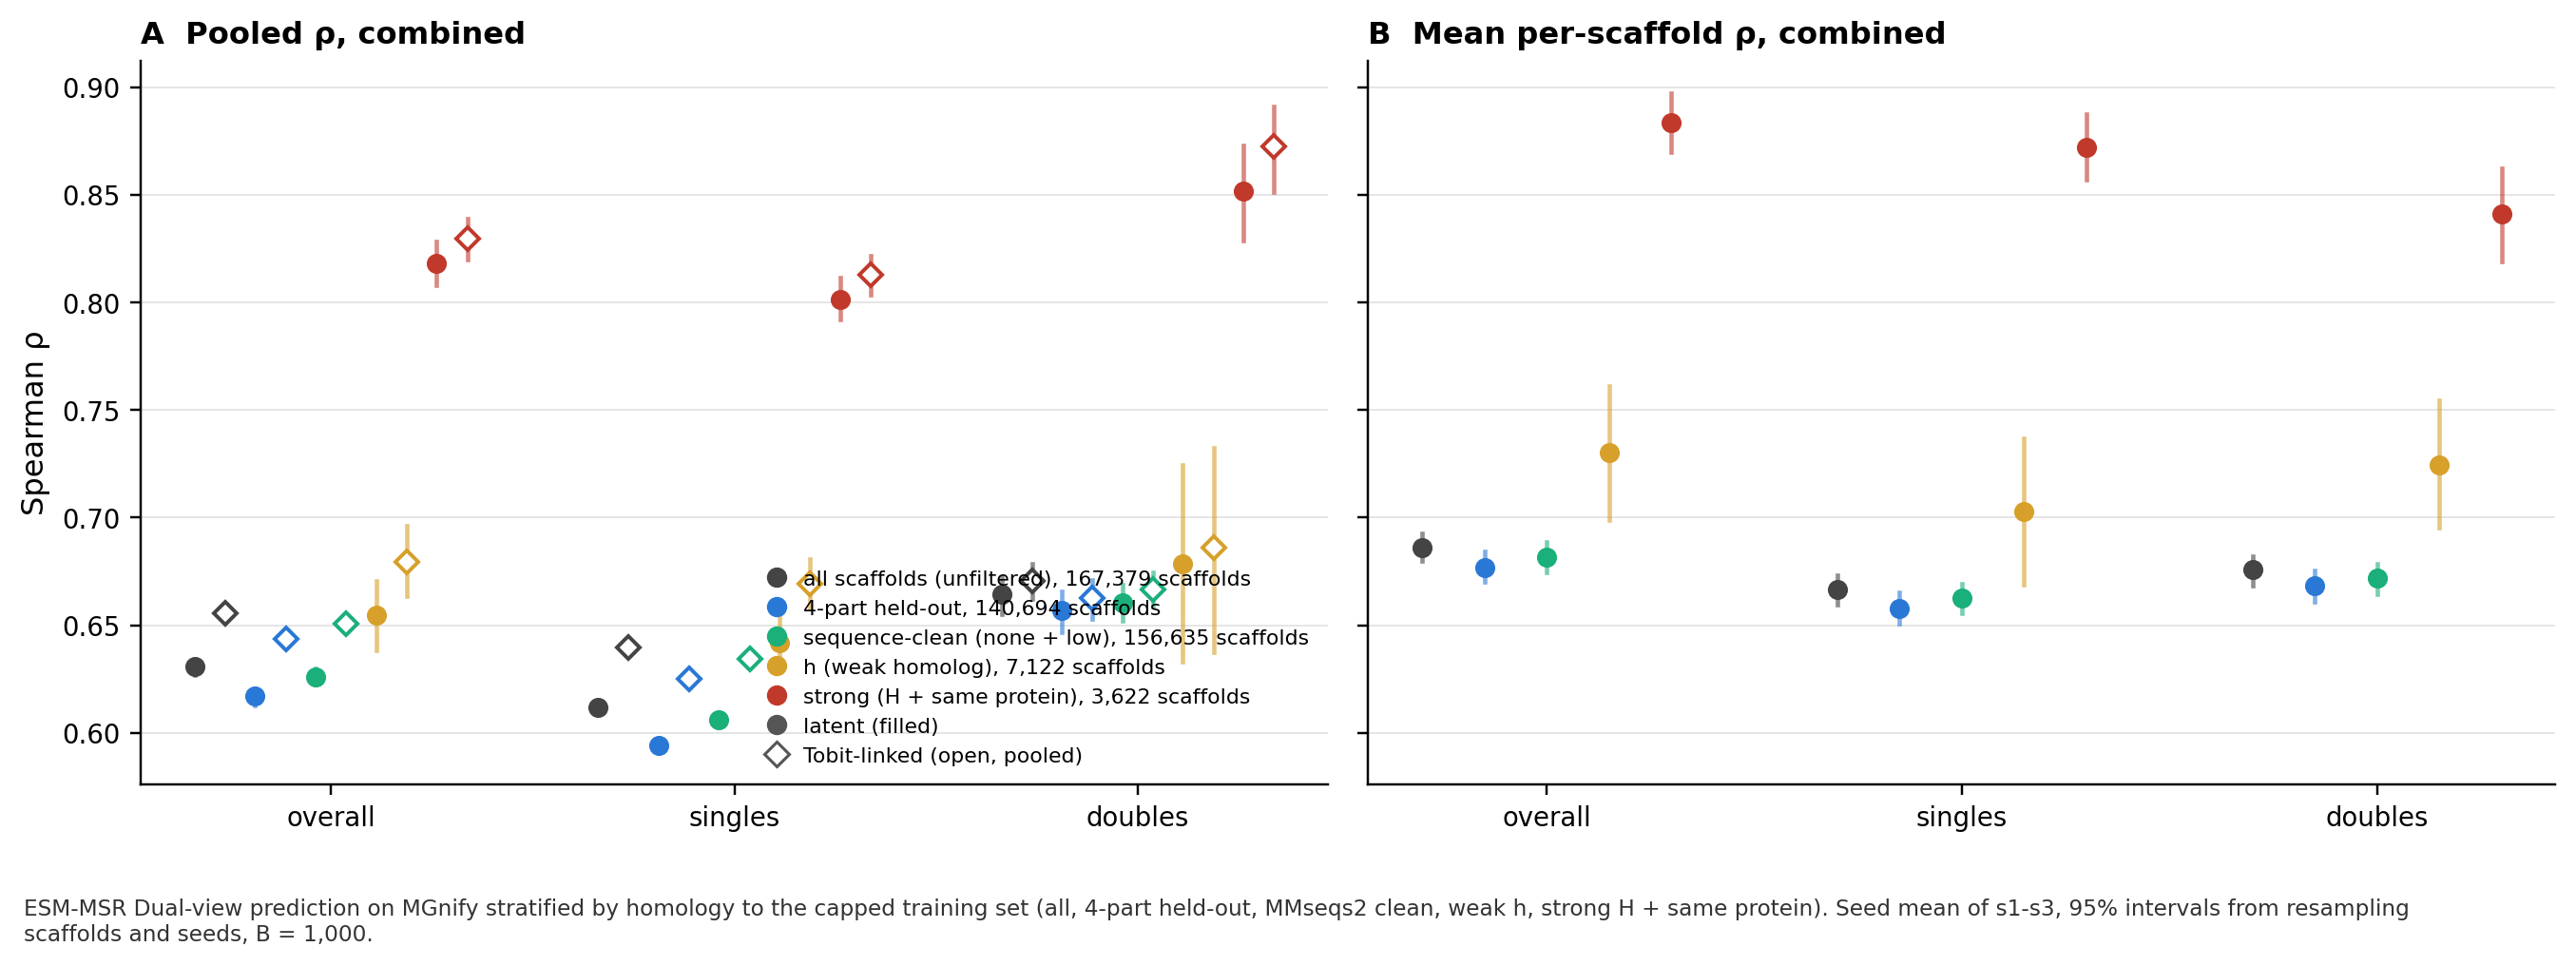 A Pooled ρ, combined
B Mean per-scaffold ρ, combined
Spearman ρ
0.90
0.85
0.80
0.75
0.70
0.65
0.60
all scaffolds (unfiltered), 167,379 scaffolds
4-part held-out, 140,694 scaffolds
sequence-clean (none + low), 156,635 scaffolds
h (weak homolog), 7,122 scaffolds
strong (H + same protein), 3,622 scaffolds
latent (filled)
Tobit-linked (open, pooled)
overall singles doubles
overall singles doubles
ESM-MSR Dual-view prediction on MGnify stratified by homology to the capped training set (all, 4-part held-out, MMseqs2 clean, weak h, strong H + same protein). Seed mean of s1-s3, 95% intervals from resampling
scaffolds and seeds, B = 1,000.